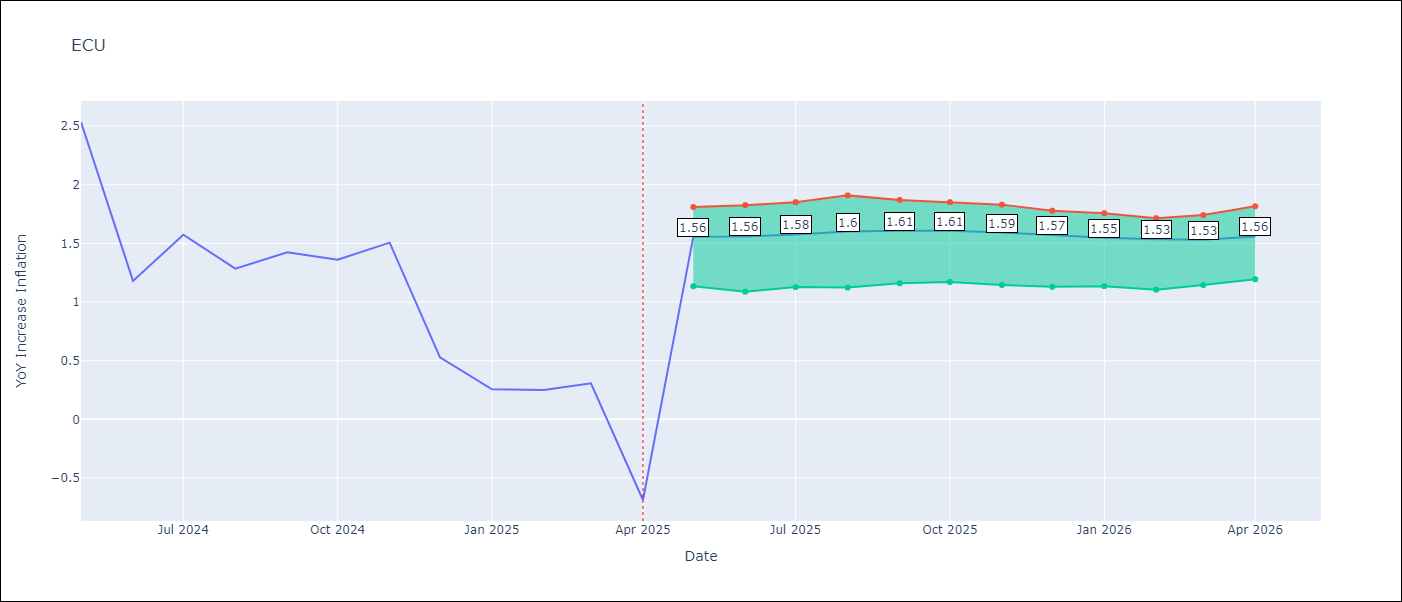 ECU
YoY Increase Inflation
2.5
2
1.5
1
0.5
0
−0.5
1.56
1.56
1.58
1.6
1.61
1.61
1.59
1.57
1.55
1.53
1.53
1.56
Jul 2024
Oct 2024
Jan 2025
Apr 2025
Jul 2025
Oct 2025
Jan 2026
Apr 2026
Date